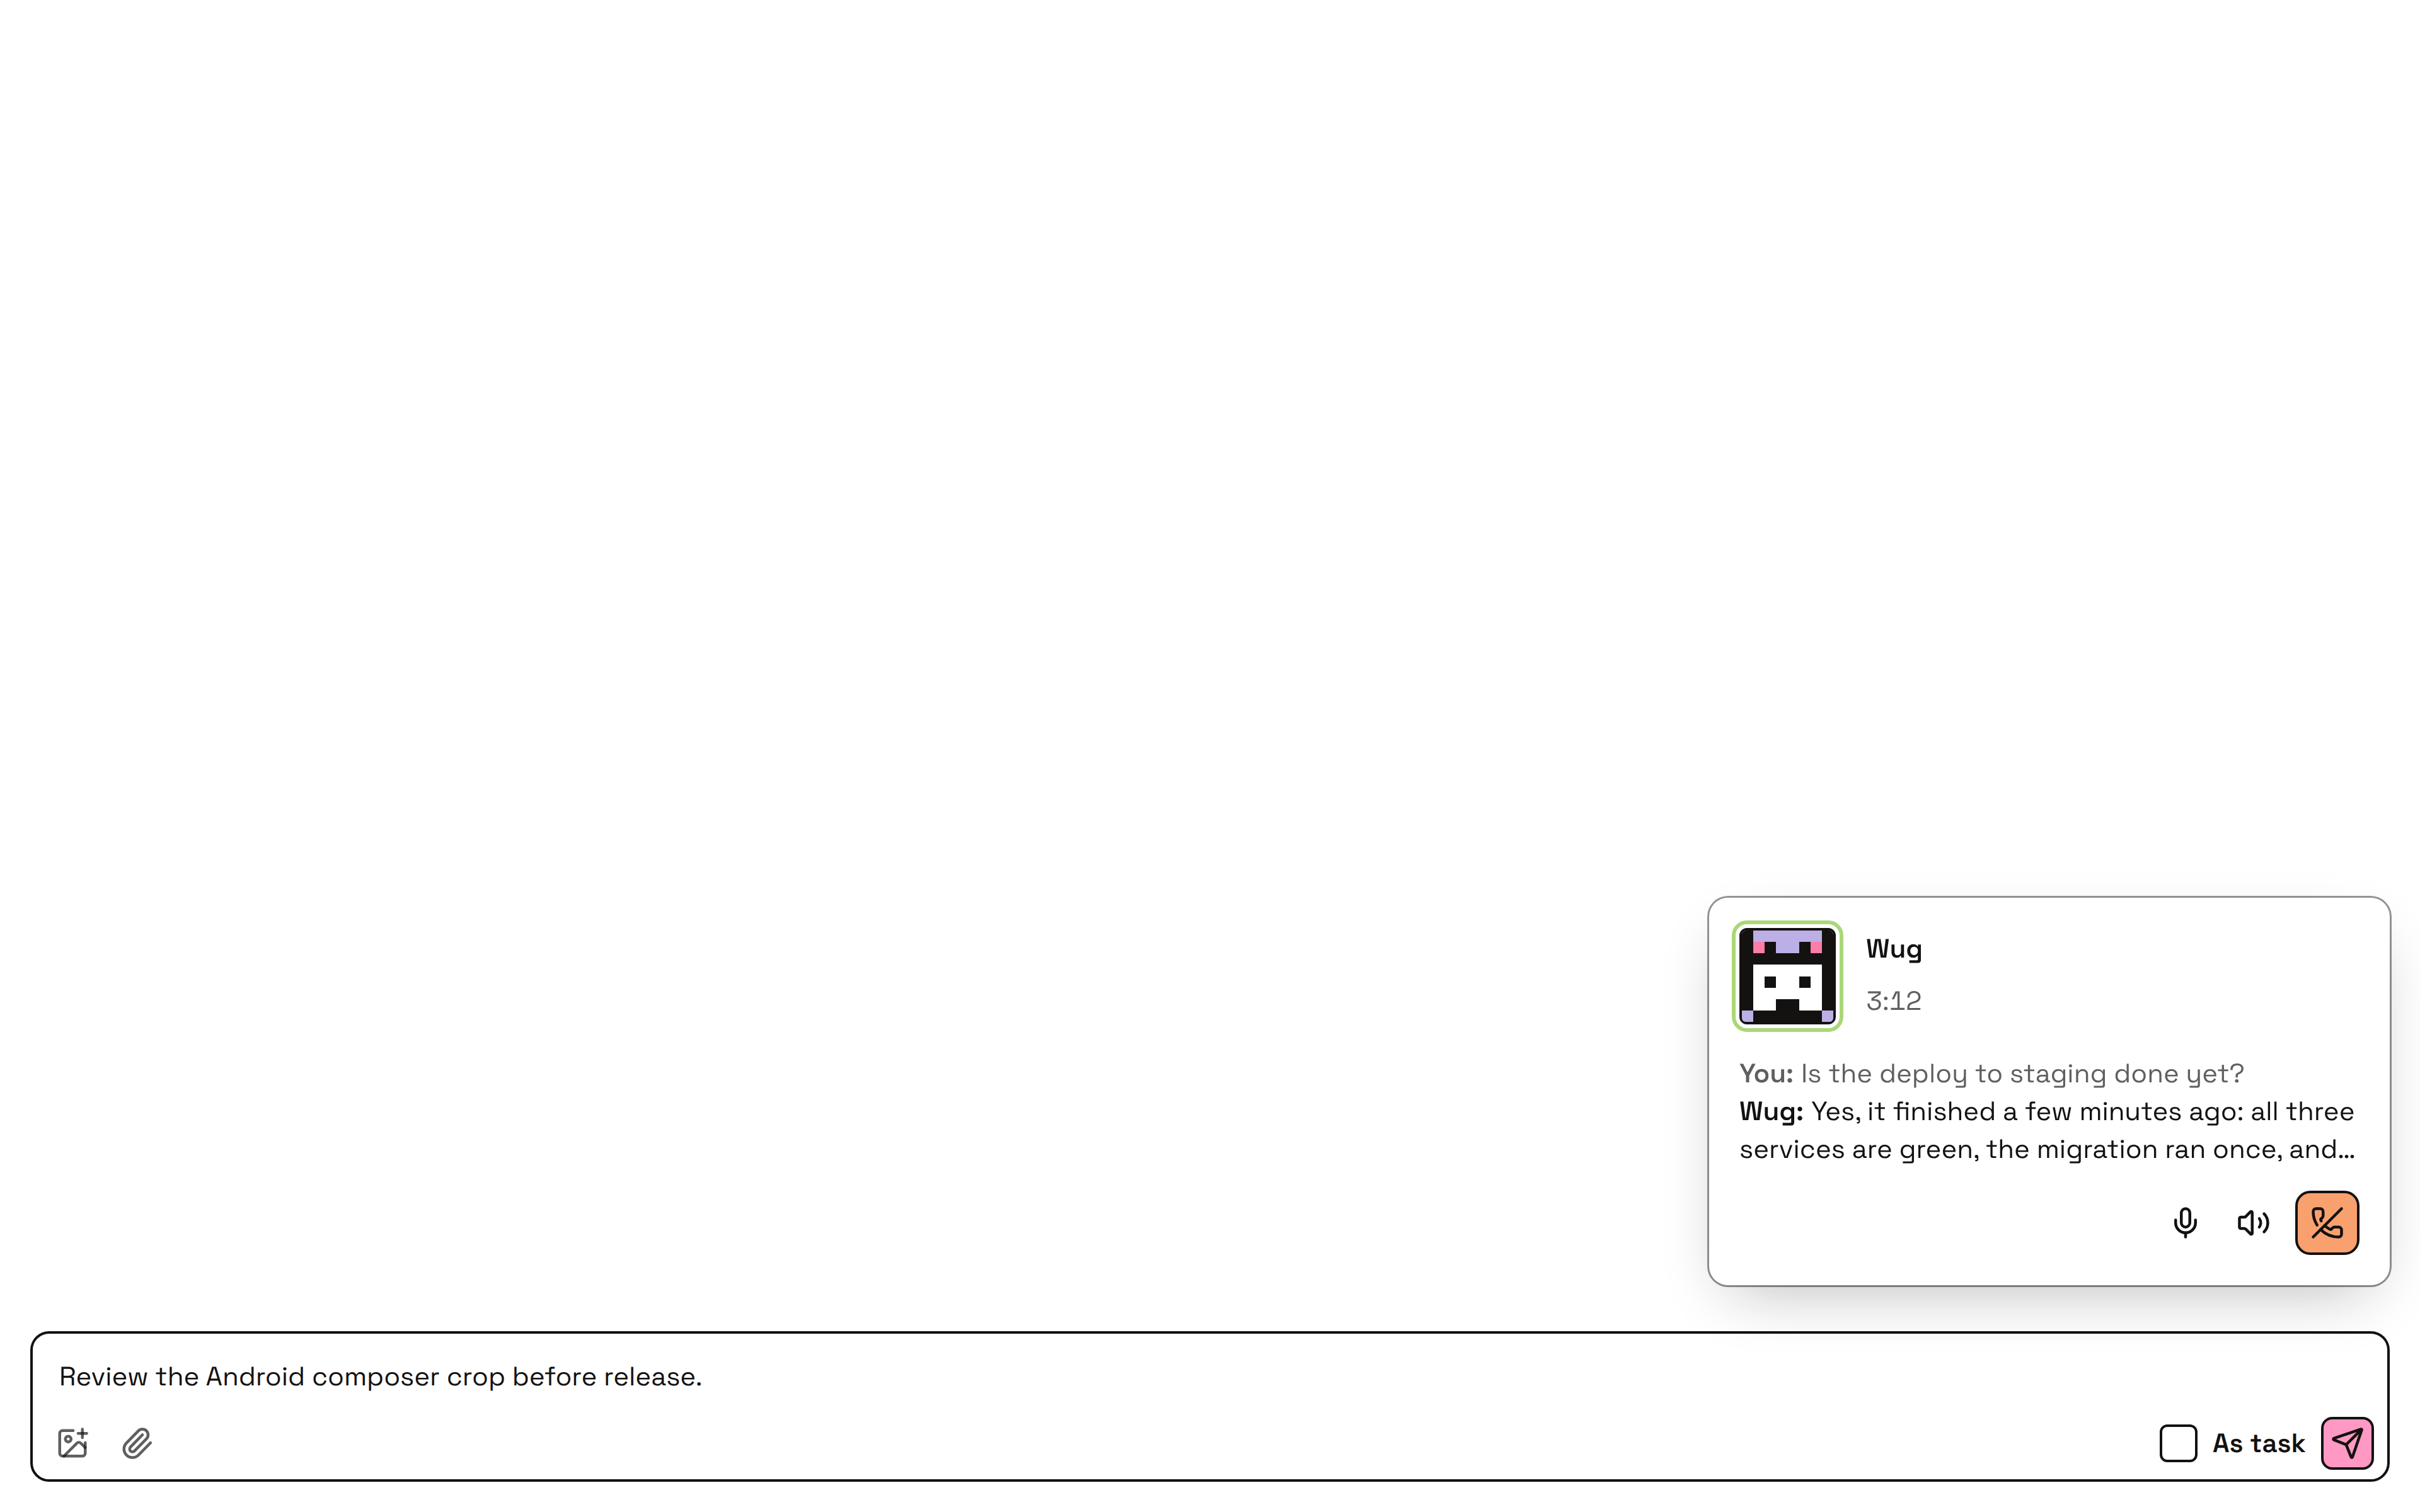 Wug
3:12
You: Is the deploy to staging done yet?
Wug: Yes, it finished a few minutes ago: all three
services are green, the migration ran once, and...
Review the Android composer crop before release.
As task